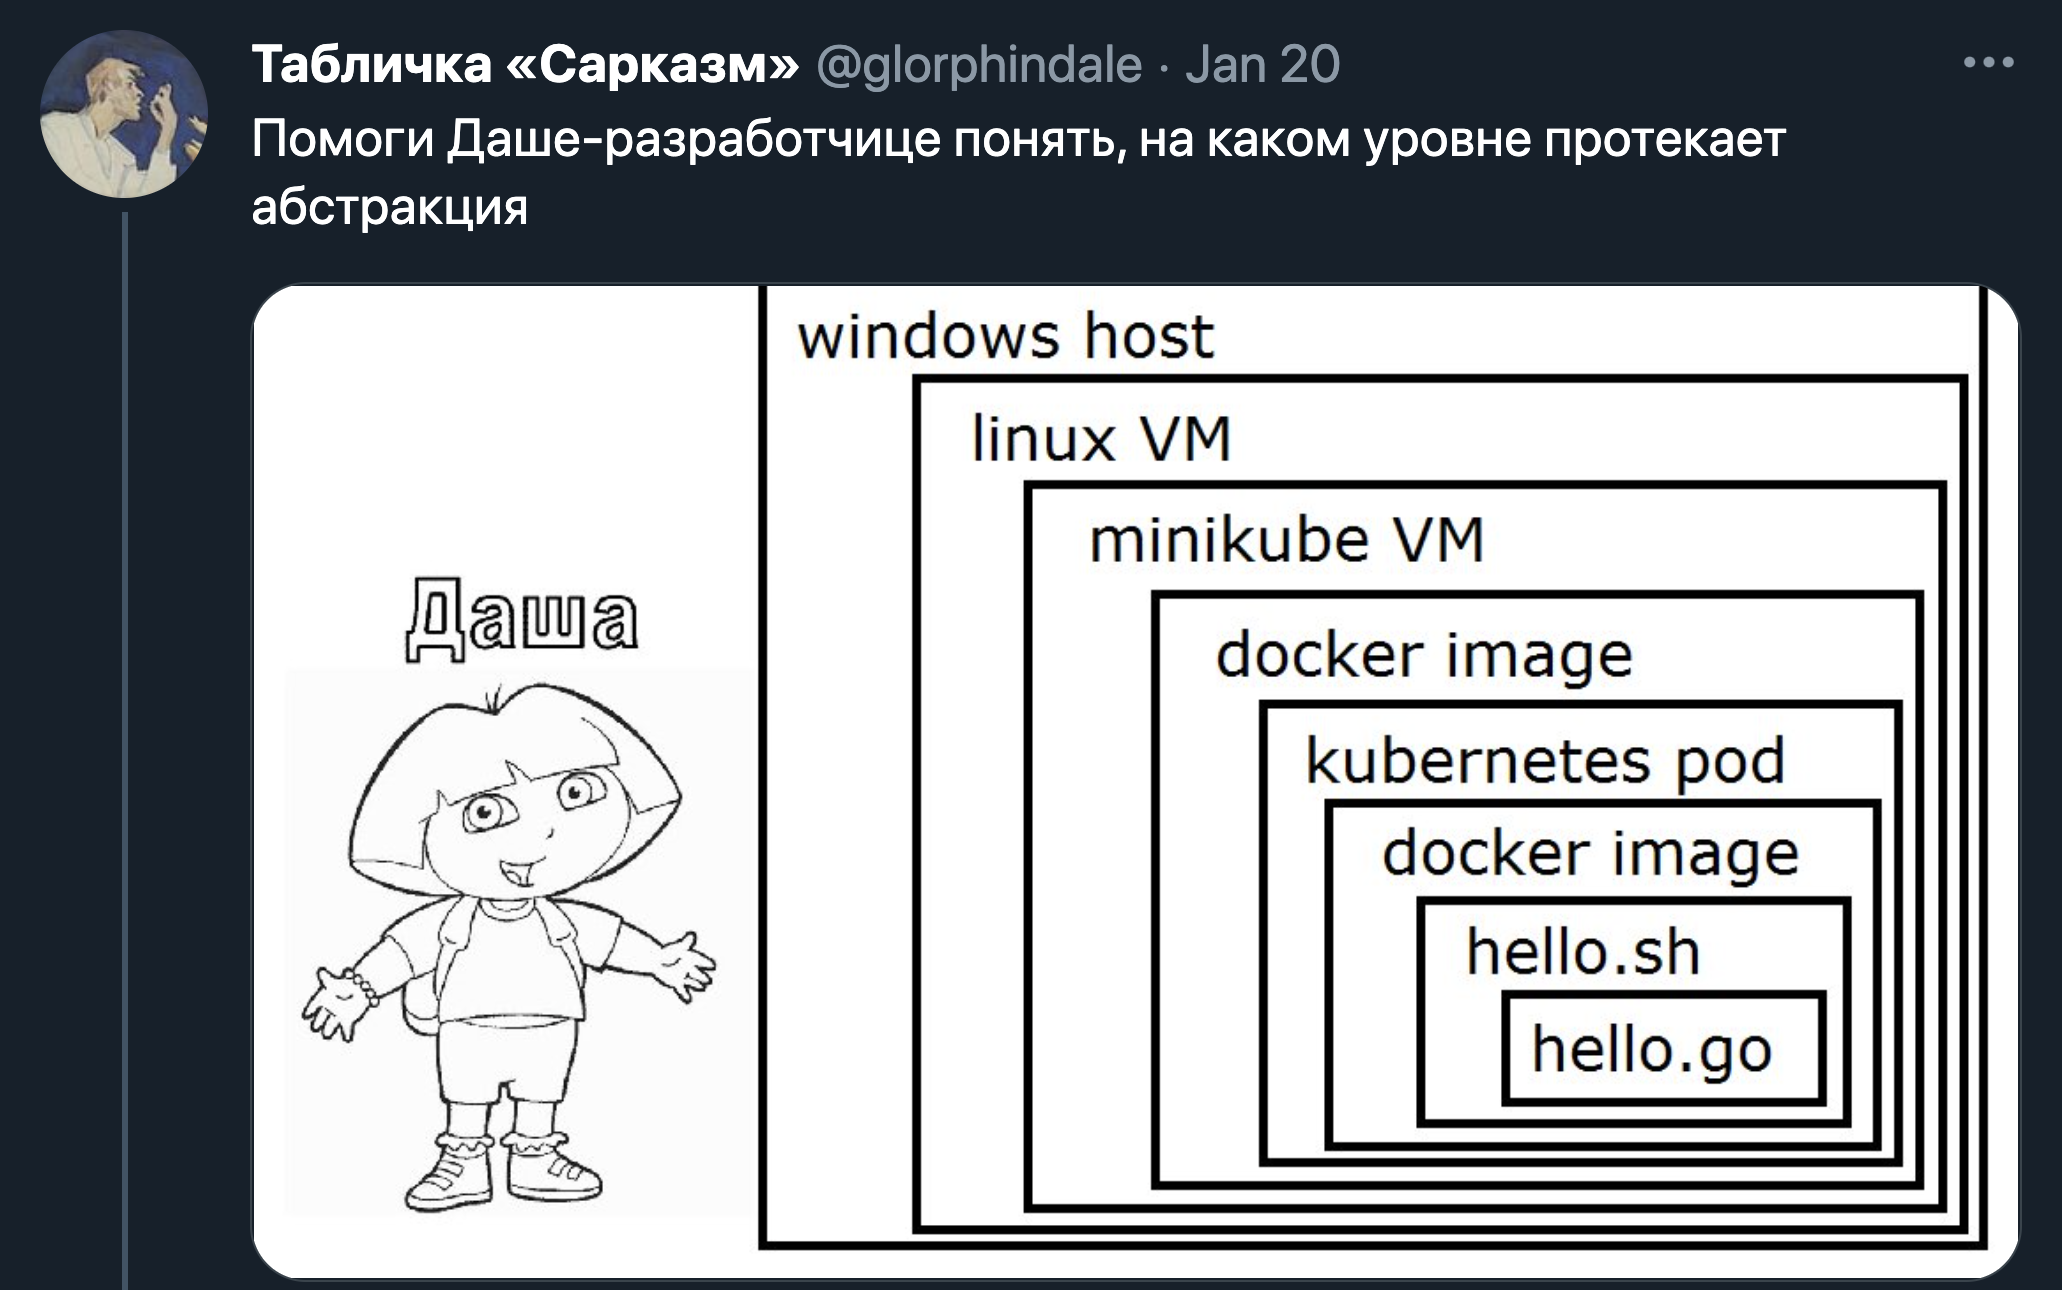 Табличка «Сарказм» @glorphindale · Jan 20
Помоги Даше-разработчице понять, на каком уровне протекает
абстракция
windows host
linux VM
minikube VM
docker image
kubernetes pod
docker image
hello.sh
hello.go
Даша